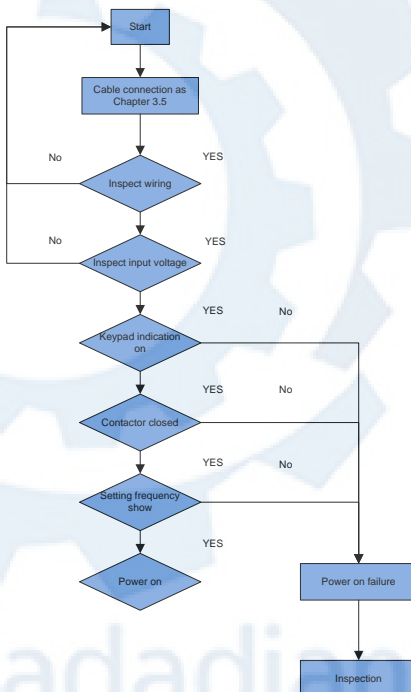 Start
Cable connection as
Chapter 3.5
No
YES
Inspect wiring
No
YES
Inspect input voltage
YES
No
Keypad indication
on
YES
No
Contactor closed
YES
No
Setting frequency
show
YES
Power on
Power on failure
Inspection
adadian